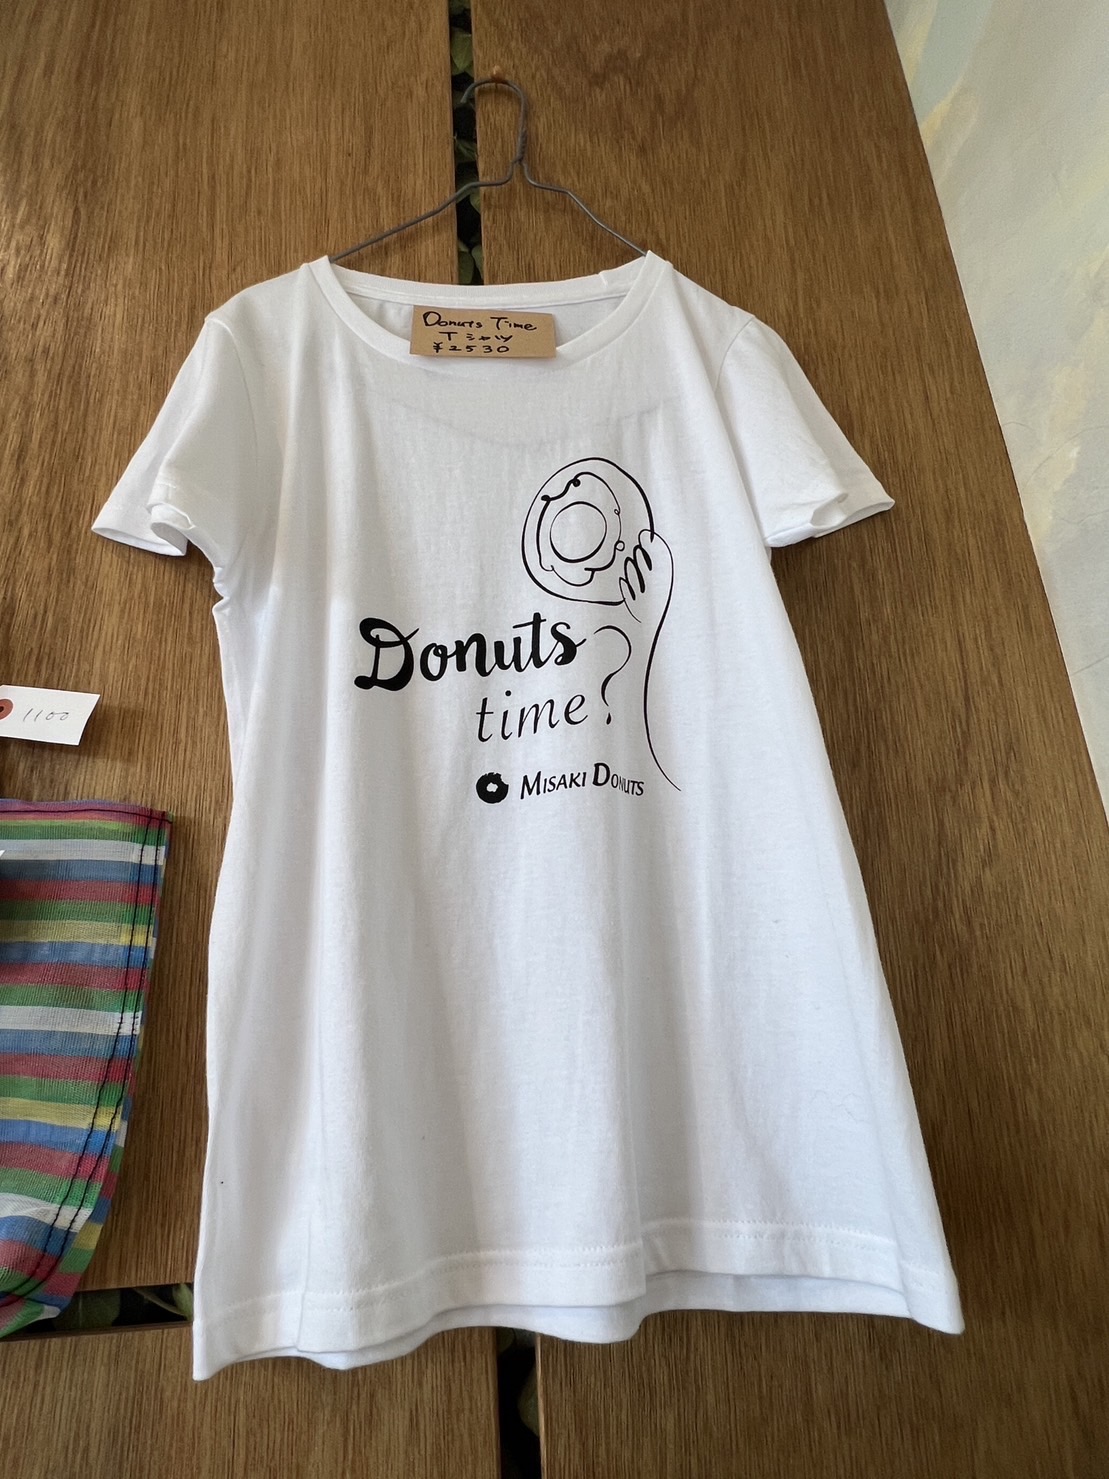 Donuts Time
Tシャツ
¥2530
Donuts
time?
MISAKI DONUTS
1100